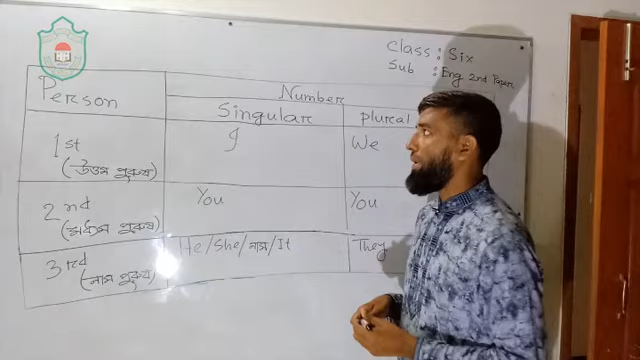 Class : Six
Sub : Eng 2nd Paper
Person
Number
Singular
plural
1st
(উত্তম পুরুষ)
I
We
2nd
(মধ্যম পুরুষ)
You
You
3rd
(নাম পুরুষ)
He/She/নাম/It
They